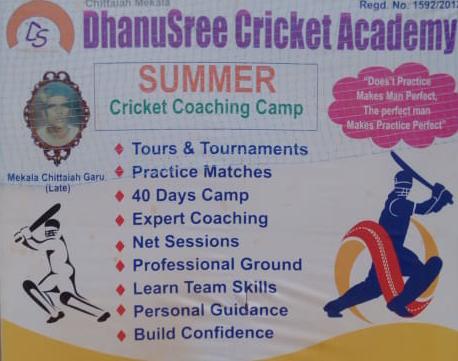 Chittaiah Mekala
Regd. No. 1592/2012
DS
DhanuSree Cricket Academy
SUMMER
Cricket Coaching Camp
"Does't Practice
Makes Man Perfect,
The perfect man
Makes Practice Perfect"
Mekala Chittaiah Garu.
(Late)
Tours & Tournaments
Practice Matches
40 Days Camp
Expert Coaching
Net Sessions
Professional Ground
Learn Team Skills
Personal Guidance
Build Confidence